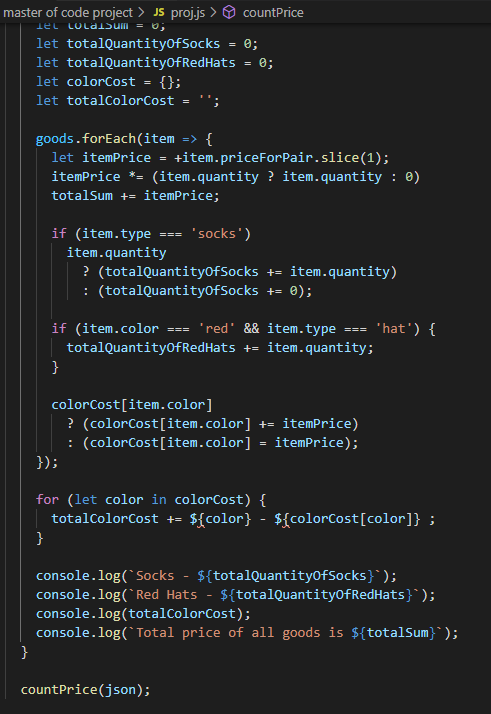 master of code project > JS proj.js > countPrice
let totalSum = 0;
let totalQuantityOfSocks = 0;
let totalQuantityOfRedHats = 0;
let colorCost = {};
let totalColorCost = '';
goods.forEach(item => {
let itemPrice = +item.priceForPair.slice(1);
itemPrice *= (item.quantity ? item.quantity : 0)
totalSum += itemPrice;
if (item.type === 'socks')
item.quantity
? (totalQuantityOfSocks += item.quantity)
: (totalQuantityOfSocks += 0);
if (item.color === 'red' && item.type === 'hat') {
totalQuantityOfRedHats += item.quantity;
}
colorCost[item.color]
? (colorCost[item.color] += itemPrice)
: (colorCost[item.color] = itemPrice);
});
for (let color in colorCost) {
totalColorCost += ${color} - ${colorCost[color]} ;
}
console.log(`Socks - ${totalQuantityOfSocks}`);
console.log(`Red Hats - ${totalQuantityOfRedHats}`);
console.log(totalColorCost);
console.log(`Total price of all goods is ${totalSum}`);
}
countPrice(json);